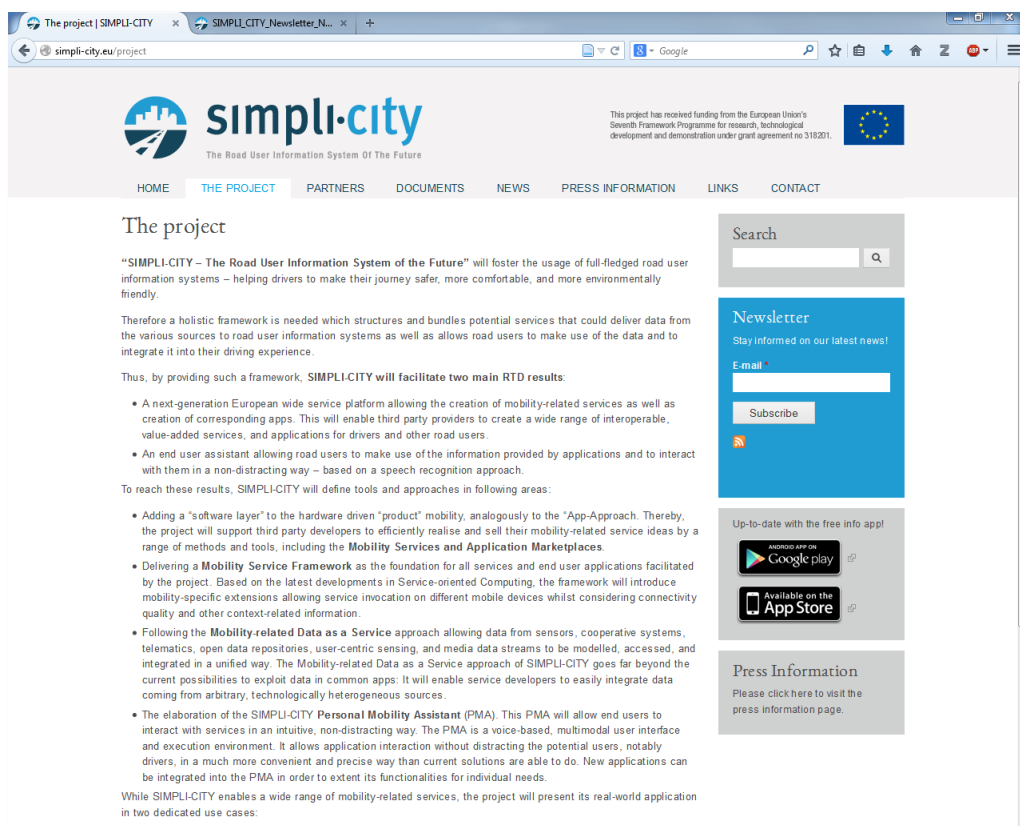 The project | SIMPLI-CITY ×
SIMPLI_CITY_Newsletter_N... ×
simpli-city.eu/project
Google
simpli·city
The Road User Information System Of The Future
This project has received funding from the European Union's
Seventh Framework Programme for research, technological
development and demonstration under grant agreement no 318201.
HOME THE PROJECT PARTNERS DOCUMENTS NEWS PRESS INFORMATION LINKS CONTACT
The project
“SIMPLI-CITY – The Road User Information System of the Future” will foster the usage of full-fledged road user
information systems – helping drivers to make their journey safer, more comfortable, and more environmentally
friendly.
Therefore a holistic framework is needed which structures and bundles potential services that could deliver data from
the various sources to road user information systems as well as allows road users to make use of the data and to
integrate it into their driving experience.
Thus, by providing such a framework, SIMPLI-CITY will facilitate two main RTD results:
• A next-generation European wide service platform allowing the creation of mobility-related services as well as
creation of corresponding apps. This will enable third party providers to create a wide range of interoperable,
value-added services, and applications for drivers and other road users.
• An end user assistant allowing road users to make use of the information provided by applications and to interact
with them in a non-distracting way – based on a speech recognition approach.
To reach these results, SIMPLI-CITY will define tools and approaches in following areas:
• Adding a “software layer” to the hardware driven “product” mobility, analogously to the “App-Approach. Thereby,
the project will support third party developers to efficiently realise and sell their mobility-related service ideas by a
range of methods and tools, including the Mobility Services and Application Marketplaces.
• Delivering a Mobility Service Framework as the foundation for all services and end user applications facilitated
by the project. Based on the latest developments in Service-oriented Computing, the framework will introduce
mobility-specific extensions allowing service invocation on different mobile devices whilst considering connectivity
quality and other context-related information.
• Following the Mobility-related Data as a Service approach allowing data from sensors, cooperative systems,
telematics, open data repositories, user-centric sensing, and media data streams to be modelled, accessed, and
integrated in a unified way. The Mobility-related Data as a Service approach of SIMPLI-CITY goes far beyond the
current possibilities to exploit data in common apps: It will enable service developers to easily integrate data
coming from arbitrary, technologically heterogeneous sources.
• The elaboration of the SIMPLI-CITY Personal Mobility Assistant (PMA). This PMA will allow end users to
interact with services in an intuitive, non-distracting way. The PMA is a voice-based, multimodal user interface
and execution environment. It allows application interaction without distracting the potential users, notably
drivers, in a much more convenient and precise way than current solutions are able to do. New applications can
be integrated into the PMA in order to extent its functionalities for individual needs.
While SIMPLI-CITY enables a wide range of mobility-related services, the project will present its real-world application
in two dedicated use cases:
Search
Newsletter
Stay informed on our latest news!
E-mail *
Subscribe
Up-to-date with the free info app!
ANDROID APP ON
Google play
Available on the
App Store
Press Information
Please click here to visit the
press information page.